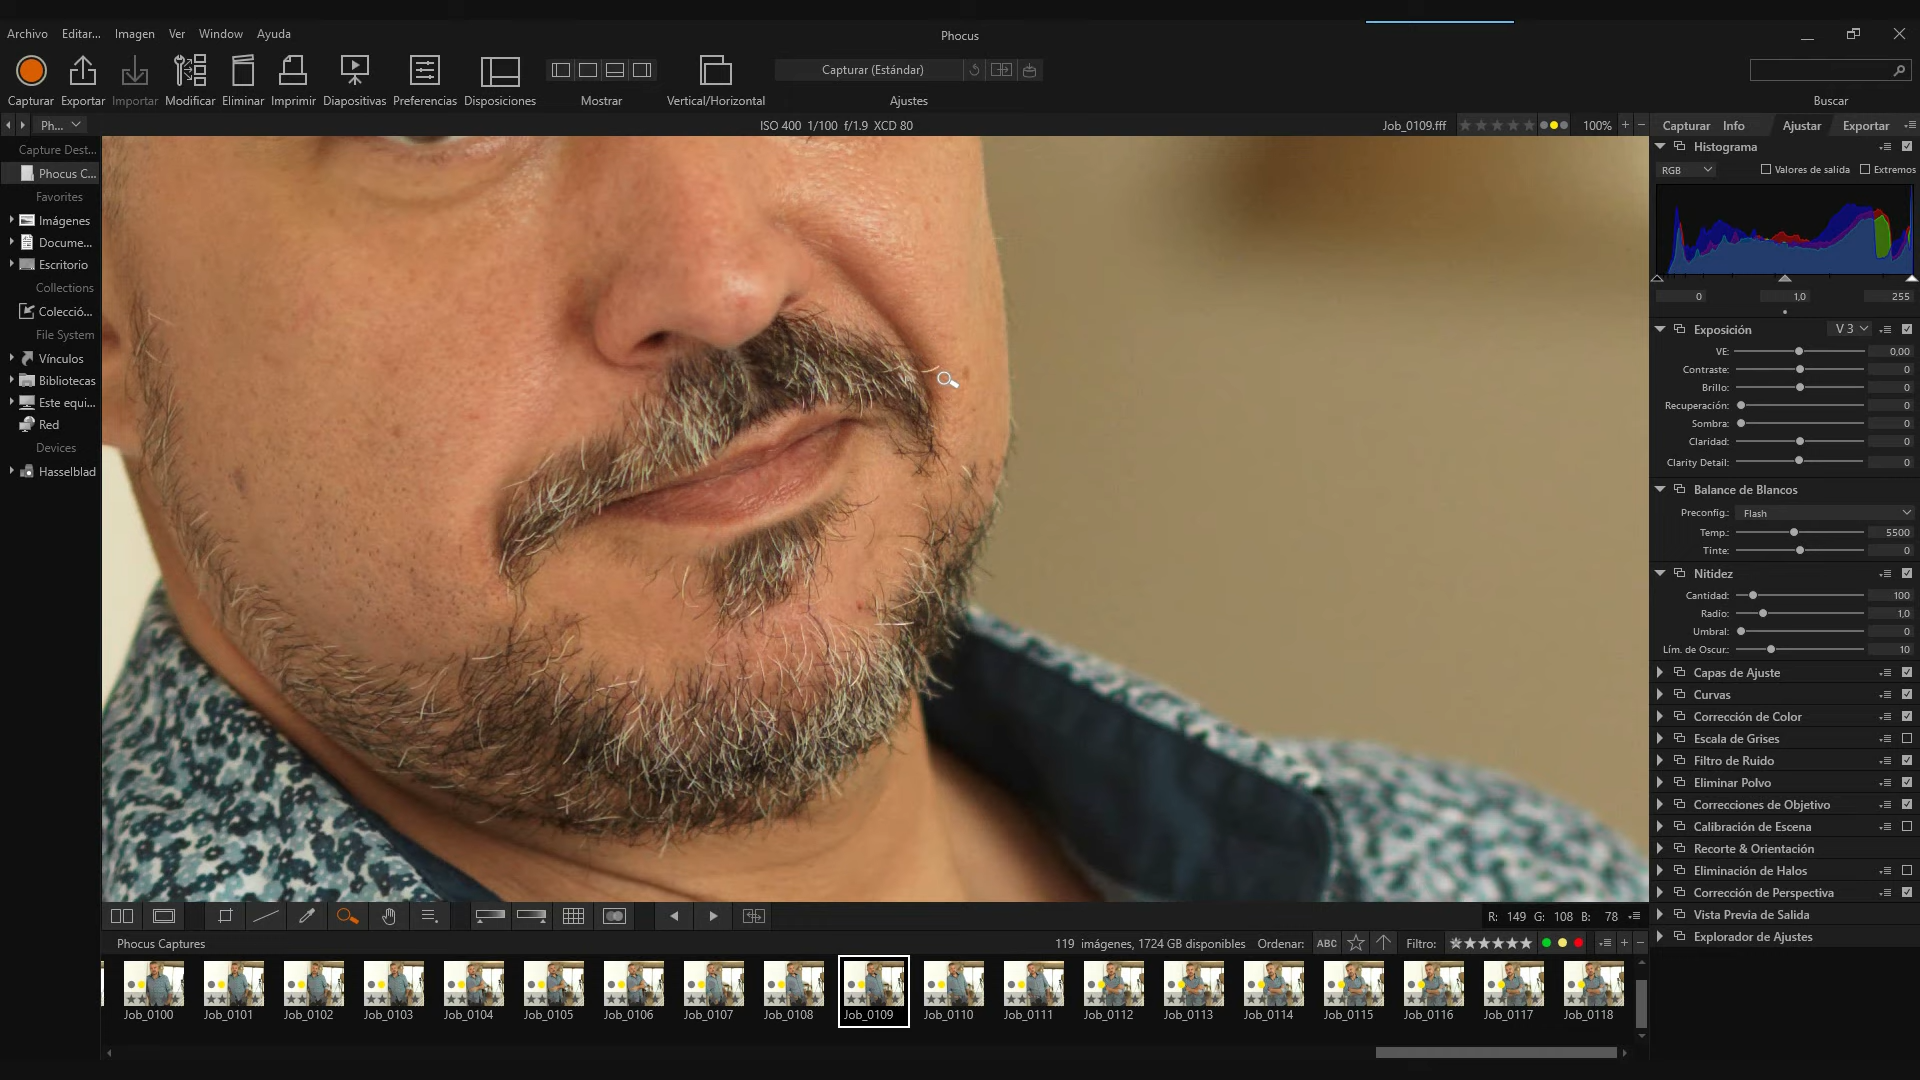 Archivo Editar... Imagen Ver Window Ayuda
Phocus
Capturar Exportar Importar Modificar Eliminar Imprimir Diapositivas Preferencias Disposiciones Mostrar Vertical/Horizontal
Capturar (Estándar)
Ajustes
Buscar
Ph...
ISO 400 1/100 f/1.9 XCD 80
Job_0109.fff
100%
Capturar Info Ajustar Exportar
Capture Dest...
Phocus C...
Favorites
Imágenes
Docume...
Escritorio
Collections
Colecció...
File System
Vínculos
Bibliotecas
Este equi...
Red
Devices
Hasselblad
Histograma
RGB
Valores de salida Extremos
0 1,0 255
Exposición V 3
VE: 0,00
Contraste: 0
Brillo: 0
Recuperación: 0
Sombra: 0
Claridad: 0
Clarity Detail: 0
Balance de Blancos
Preconfig.: Flash
Temp.: 5500
Tinte: 0
Nitidez
Cantidad: 100
Radio: 1,0
Umbral: 0
Lím. de Oscur.: 10
Capas de Ajuste
Curvas
Corrección de Color
Escala de Grises
Filtro de Ruido
Eliminar Polvo
Correcciones de Objetivo
Calibración de Escena
Recorte & Orientación
Eliminación de Halos
Corrección de Perspectiva
Vista Previa de Salida
Explorador de Ajustes
R: 149 G: 108 B: 78
Phocus Captures
119 imágenes, 1724 GB disponibles Ordenar: ABC Filtro:
Job_0100 Job_0101 Job_0102 Job_0103 Job_0104 Job_0105 Job_0106 Job_0107 Job_0108 Job_0109 Job_0110 Job_0111 Job_0112 Job_0113 Job_0114 Job_0115 Job_0116 Job_0117 Job_0118